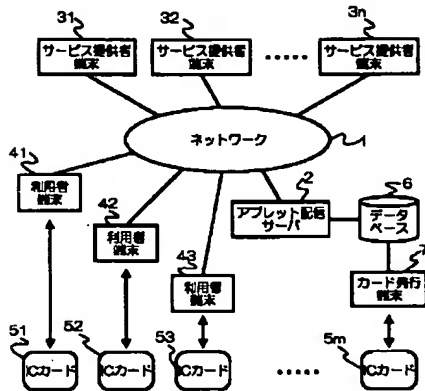 31
32
3n
サービス提供者
端末
サービス提供者
端末
・・・・・
サービス提供者
端末
ネットワーク
1
41
利用者
端末
42
利用者
端末
43
利用者
端末
2
アプレット配信
サーバ
6
データ
ベース
7
カード発行
端末
51
ICカード
52
ICカード
53
ICカード
・・・・・
5m
ICカード